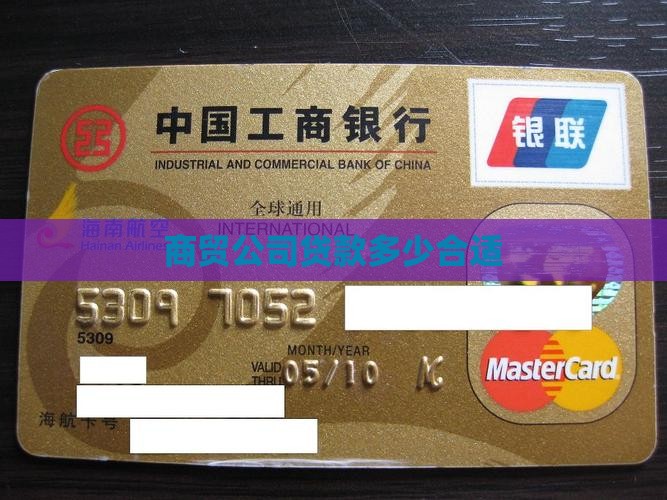 中国工商银行
INDUSTRIAL AND COMMERCIAL BANK OF CHINA
银联
全球通用
INTERNATIONAL
海南航空
Hainan Airlines
商贸公司贷款多少合适
5309 7052
5309
MONTH/YEAR
VALID THRU 05/10
MasterCard
海航卡号